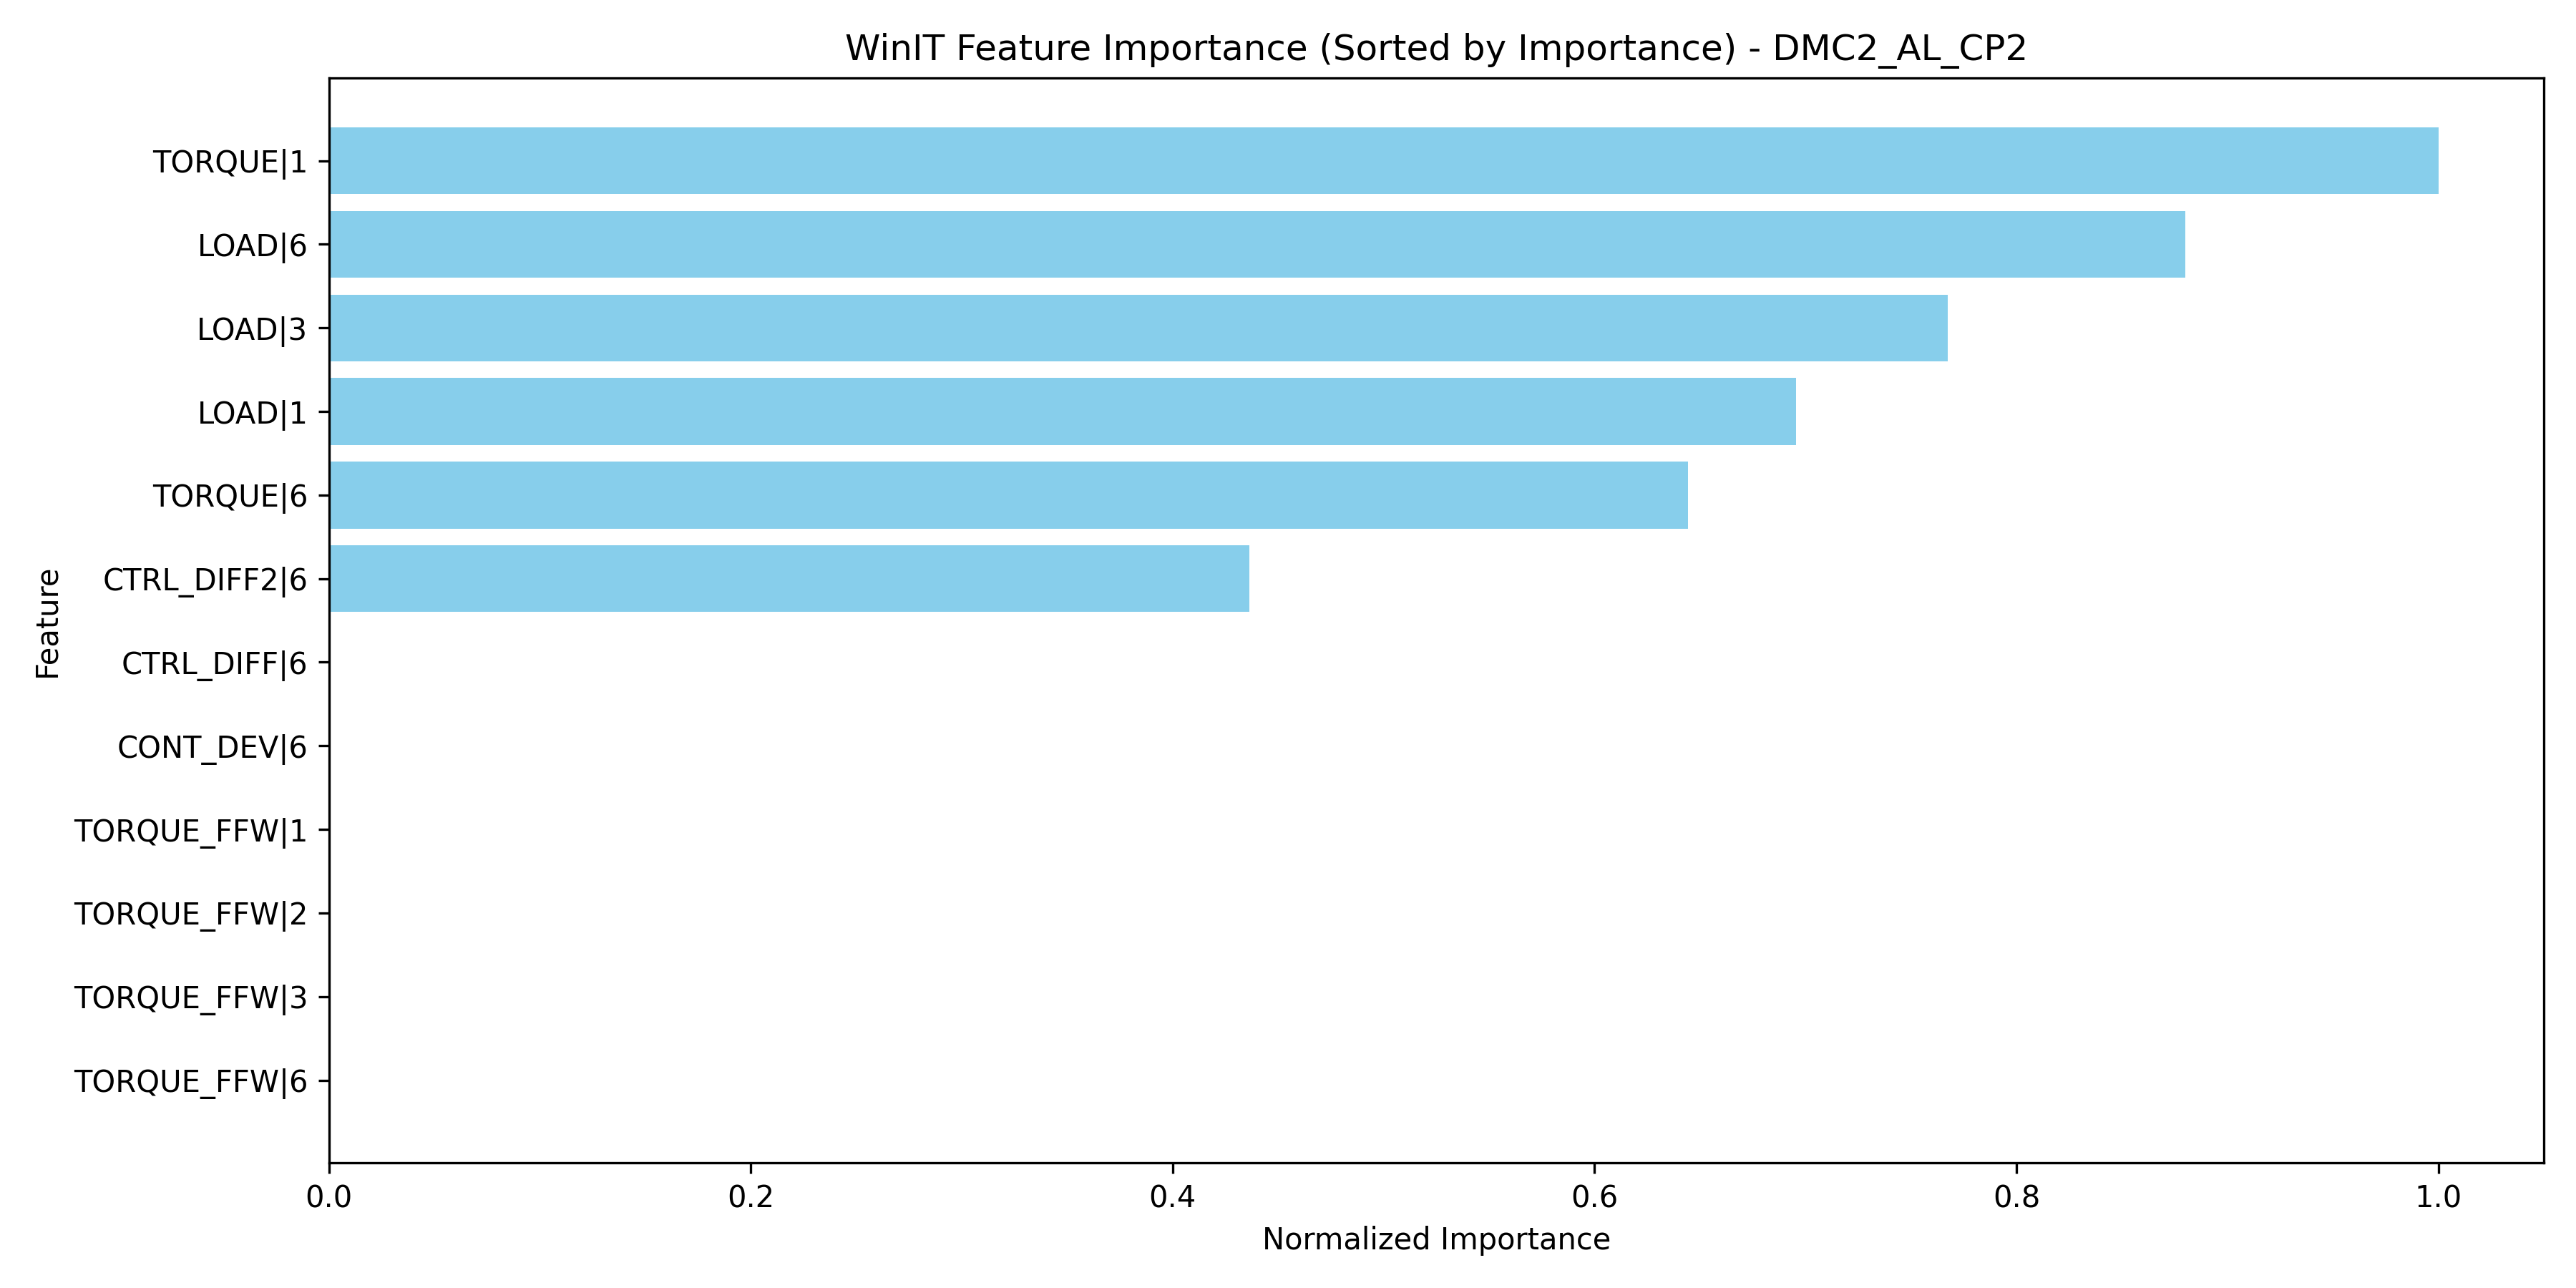 WinIT Feature Importance (Sorted by Importance) - DMC2_AL_CP2
TORQUE|1
LOAD|6
LOAD|3
LOAD|1
TORQUE|6
CTRL_DIFF2|6
CTRL_DIFF|6
CONT_DEV|6
TORQUE_FFW|1
TORQUE_FFW|2
TORQUE_FFW|3
TORQUE_FFW|6
Feature
0.0 0.2 0.4 0.6 0.8 1.0
Normalized Importance